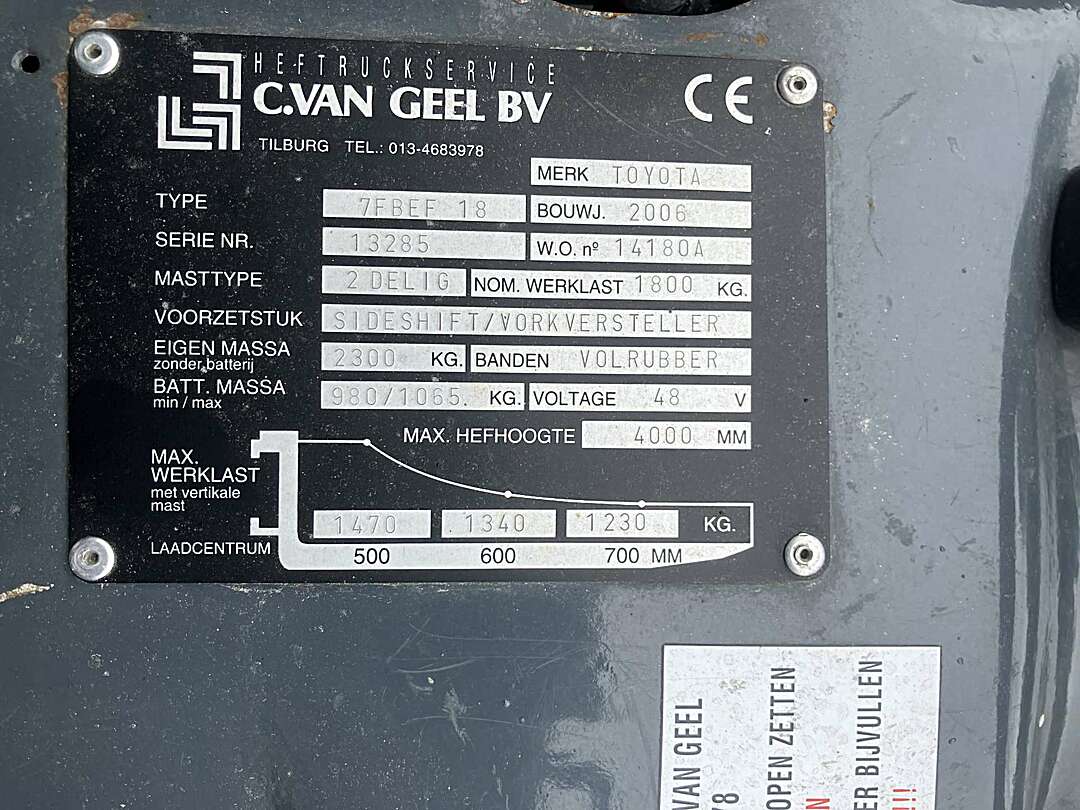 HEFTRUCKSERVICE
C.VAN GEEL BV
CE
TILBURG TEL.: 013-4683978
MERK TOYOTA
TYPE 7FBEF 18 BOUWJ. 2006
SERIE NR. 13285 W.O. nº 14180A
MASTTYPE 2 DELIG NOM. WERKLAST 1800 KG.
VOORZETSTUK SIDESHIFT/VORKVERSTELLER
EIGEN MASSA 2300 KG. BANDEN VOLRUBBER
zonder batterij
BATT. MASSA 980/1065. KG. VOLTAGE 48 V
min / max
MAX. HEFHOOGTE 4000 MM
MAX.
WERKLAST
met vertikale
mast
1470 1340 1230 KG.
LAADCENTRUM 500 600 700 MM
VAN GEEL
78
OPEN ZETTEN
N
ER BIJVULLEN
!!!